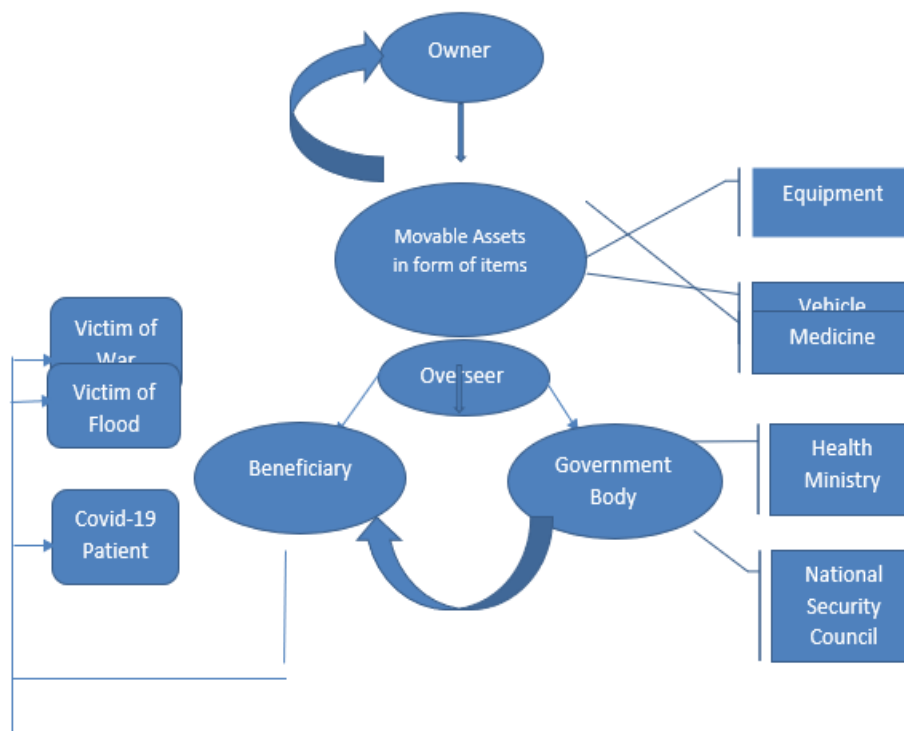 Owner
Movable Assets
in form of items
Equipment
Vehicle
Medicine
Victim of
War
Victim of
Flood
Overseer
Beneficiary
Government
Body
Health
Ministry
Covid-19
Patient
National
Security
Council